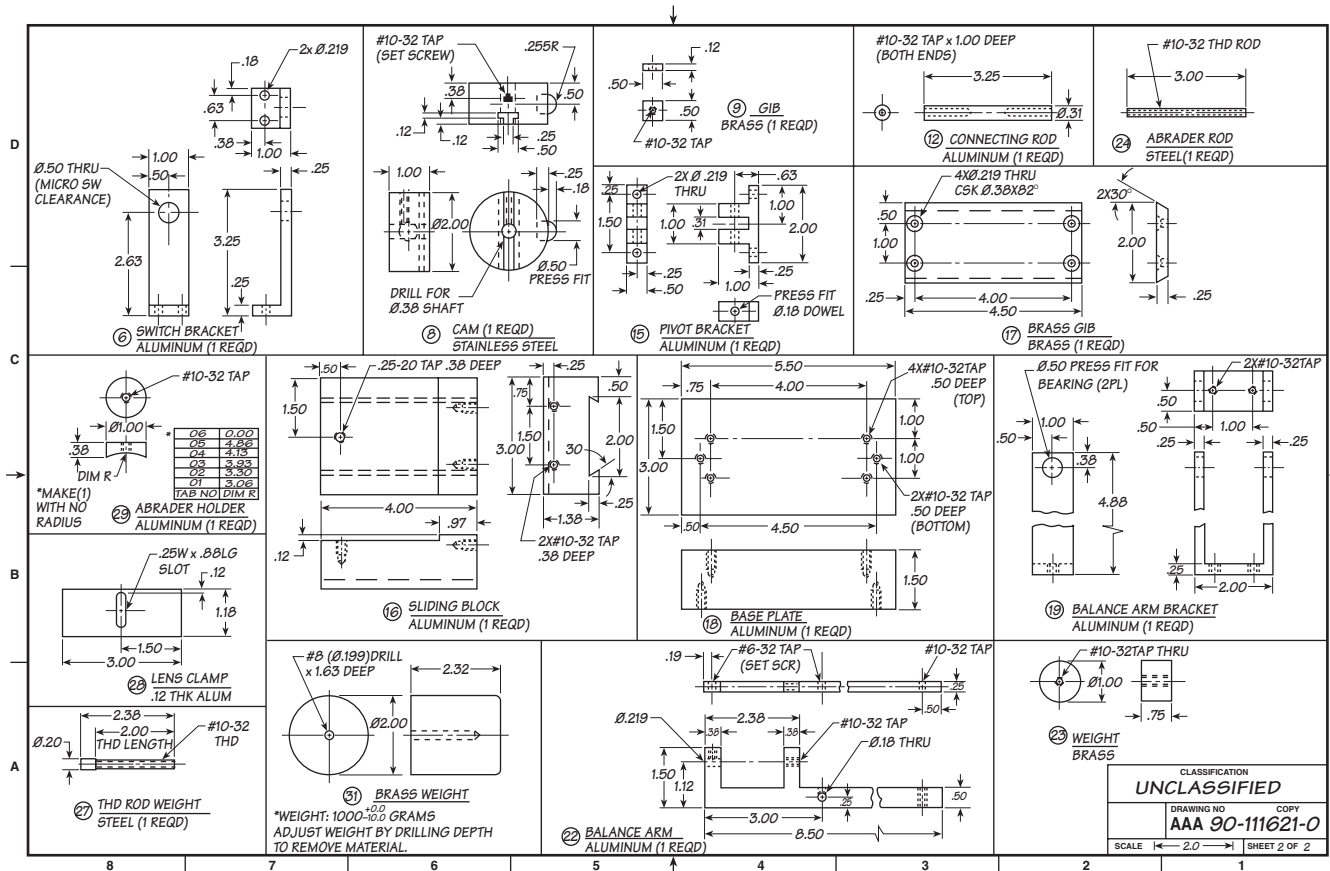 2x Ø.219
.18
.63
.38
1.00
1.00
.50
Ø.50 THRU
(MICRO SW
CLEARANCE)
.25
3.25
2.63
.25
6 SWITCH BRACKET
ALUMINUM (1 REQD)
#10-32 TAP
(SET SCREW)
.255R
.38
.50
.12
.12
.25
.50
1.00
.25
.18
Ø2.00
Ø.50
PRESS FIT
DRILL FOR
Ø.38 SHAFT
8 CAM (1 REQD)
STAINLESS STEEL
.12
.50
.50
#10-32 TAP
9 GIB
BRASS (1 REQD)
#10-32 TAP x 1.00 DEEP
(BOTH ENDS)
3.25
Ø.31
12 CONNECTING ROD
ALUMINUM (1 REQD)
#10-32 THD ROD
3.00
24 ABRADER ROD
STEEL(1 REQD)
2X Ø .219
THRU
.63
.25
1.50
1.00
.31
1.00
2.00
.25
.50
.25
1.00
PRESS FIT
Ø.18 DOWEL
15 PIVOT BRACKET
ALUMINUM (1 REQD)
4XØ.219 THRU
CSK Ø.38X82°
2X30°
.50
1.00
2.00
.25
4.00
4.50
.25
17 BRASS GIB
BRASS (1 REQD)
#10-32 TAP
Ø1.00
.38
DIM R
* 06 0.00
05 4.86
04 4.13
03 3.93
02 3.30
01 3.06
TAB NO DIM R
*MAKE(1)
WITH NO
RADIUS
29 ABRADER HOLDER
ALUMINUM (1 REQD)
.50
.25-20 TAP .38 DEEP
1.50
.25
.50
.75
1.50
3.00
30
2.00
4.00
.25
1.38
.97
.12
2X#10-32 TAP
.38 DEEP
16 SLIDING BLOCK
ALUMINUM (1 REQD)
5.50
.75
4.00
4X#10-32TAP
.50 DEEP
(TOP)
1.50
3.00
1.00
1.00
2X#10-32 TAP
.50 DEEP
(BOTTOM)
.50
4.50
1.50
18 BASE PLATE
ALUMINUM (1 REQD)
Ø.50 PRESS FIT FOR
BEARING (2PL)
2X#10-32TAP
.50
1.00
.50
.50
1.00
.25
.25
.38
4.88
.25
2.00
19 BALANCE ARM BRACKET
ALUMINUM (1 REQD)
.25W x .88LG
SLOT
.12
1.18
1.50
3.00
28 LENS CLAMP
.12 THK ALUM
2.38
2.00
THD LENGTH
#10-32
THD
Ø.20
27 THD ROD WEIGHT
STEEL (1 REQD)
#8 (Ø.199)DRILL
x 1.63 DEEP
2.32
Ø2.00
31 BRASS WEIGHT
*WEIGHT: 1000 +0.0 -10.0 GRAMS
ADJUST WEIGHT BY DRILLING DEPTH
TO REMOVE MATERIAL.
.19
#6-32 TAP
(SET SCR)
#10-32 TAP
.25
.50
Ø.219
2.38
.38
.38
#10-32 TAP
Ø.18 THRU
1.50
1.12
.25
.50
3.00
8.50
22 BALANCE ARM
ALUMINUM (1 REQD)
#10-32TAP THRU
Ø1.00
.75
23 WEIGHT
BRASS
CLASSIFICATION
UNCLASSIFIED
DRAWING NO COPY
AAA 90-111621-0
SCALE 2.0 SHEET 2 OF 2
D
C
B
A
8 7 6 5 4 3 2 1